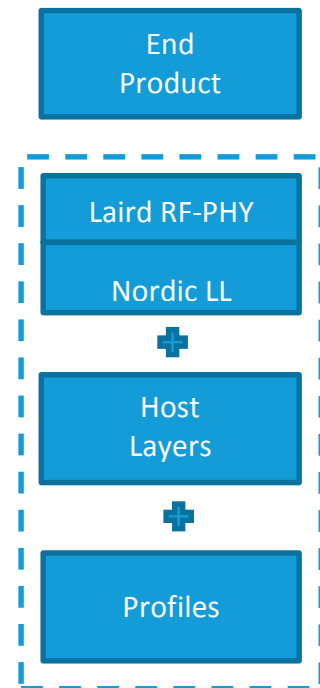 End
Product
Laird RF-PHY
Nordic LL
Host
Layers
Profiles